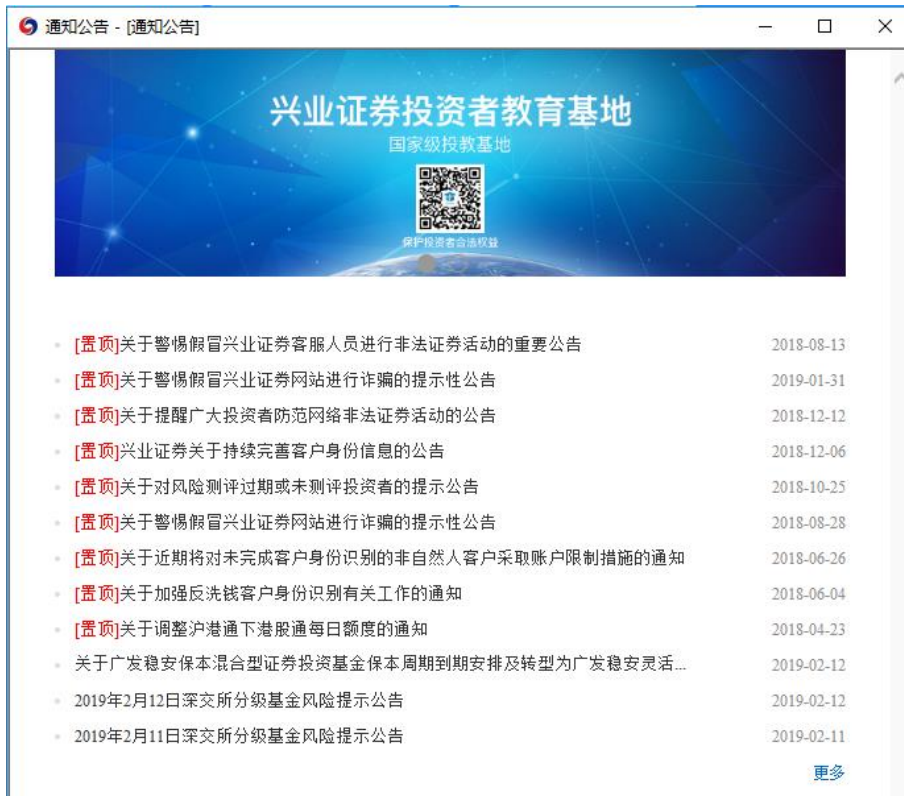 通知公告 - [通知公告]
兴业证券投资者教育基地
国家级投教基地
保护投资者合法权益
[置顶]关于警惕假冒兴业证券客服人员进行非法证券活动的重要公告 2018-08-13
[置顶]关于警惕假冒兴业证券网站进行诈骗的提示性公告 2019-01-31
[置顶]关于提醒广大投资者防范网络非法证券活动的公告 2018-12-12
[置顶]兴业证券关于持续完善客户身份信息的公告 2018-12-06
[置顶]关于对风险测评过期或未测评投资者的提示公告 2018-10-25
[置顶]关于警惕假冒兴业证券网站进行诈骗的提示性公告 2018-08-28
[置顶]关于近期将对未完成客户身份识别的非自然人客户采取账户限制措施的通知 2018-06-26
[置顶]关于加强反洗钱客户身份识别有关工作的通知 2018-06-04
[置顶]关于调整沪港通下港股通每日额度的通知 2018-04-23
关于广发稳安保本混合型证券投资基金保本周期到期安排及转型为广发稳安灵活... 2019-02-12
2019年2月12日深交所分级基金风险提示公告 2019-02-12
2019年2月11日深交所分级基金风险提示公告 2019-02-11
更多